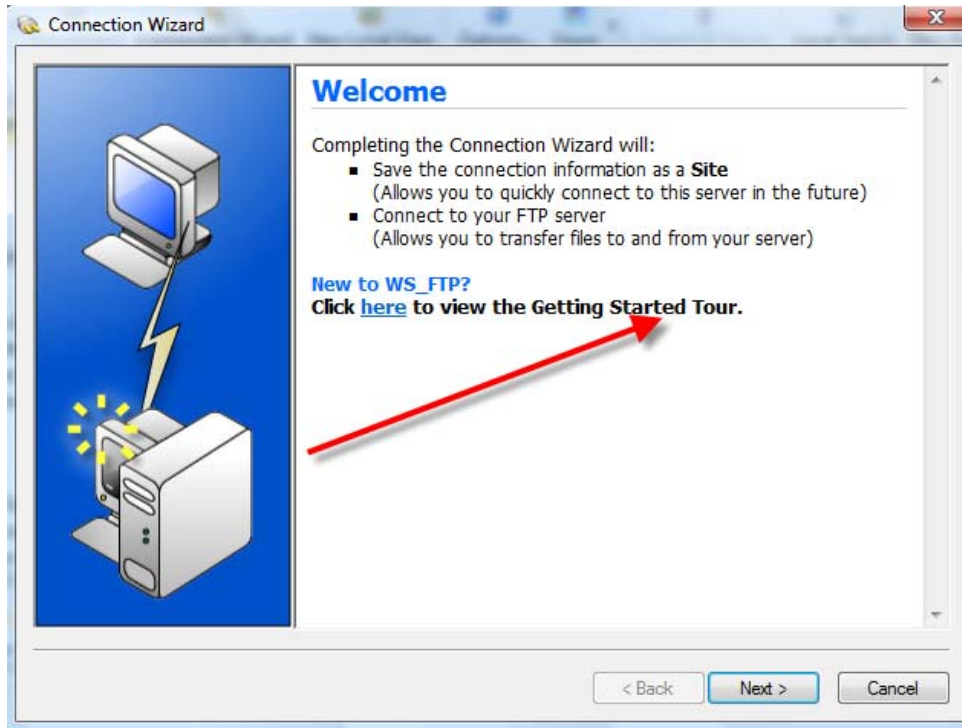 Connection Wizard
Welcome
Completing the Connection Wizard will:
Save the connection information as a Site
(Allows you to quickly connect to this server in the future)
Connect to your FTP server
(Allows you to transfer files to and from your server)
New to WS_FTP?
Click here to view the Getting Started Tour.
< Back Next > Cancel